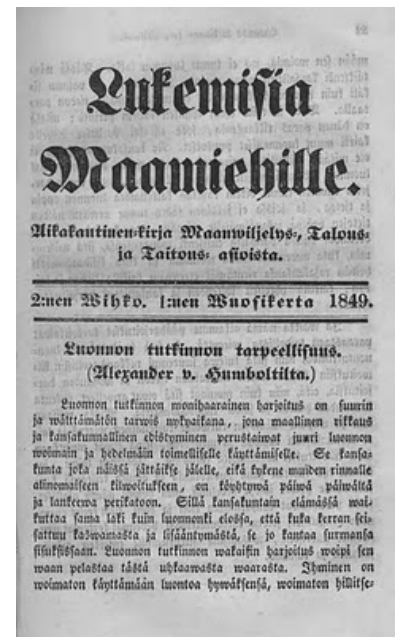 Lukemisia
Maamiehille.
Aikakautinen-kirja Maanwiljelys-, Talous-
ja Taitous- asioista.
2:nen Wihko. 1:nen Wuosikerta 1849.
Luonnon tutkinnon tarpeellisuus.
(Alexander v. Humboltilta.)
Luonnon tutkinnon monihaarainen harjoitus on suurin
ja wälttämätön tarwis nykyaikana, jona maallinen rikkaus
ja kansakunnallinen edistyminen perustaiwat juuri luonnon
woimain ja hedelmäin toimelliselle käyttämiselle. Se kansa-
kunta joka näissä jättäikse jälelle, eikä kykene muiden rinnalle
alinomaiseen kilwoitukseen, on köyhtywä päiwä päiwältä
ja lankeewa perikatoon. Sillä kansakuntain elämässä wai-
kuttaa sama laki kuin luonnonki elossa, että kuka kerran sei-
sattuu kaswamasta ja lisääntymästä, se jo kantaa surmansa
sisuksissaan. Luonnon tutkinnon wakaisin harjoitus woipi sen
waan pelastaa tästä uhkaawasta waarasta. Ihminen on
woimaton käyttämään luontoa hywäksensä, woimaton hillitse-